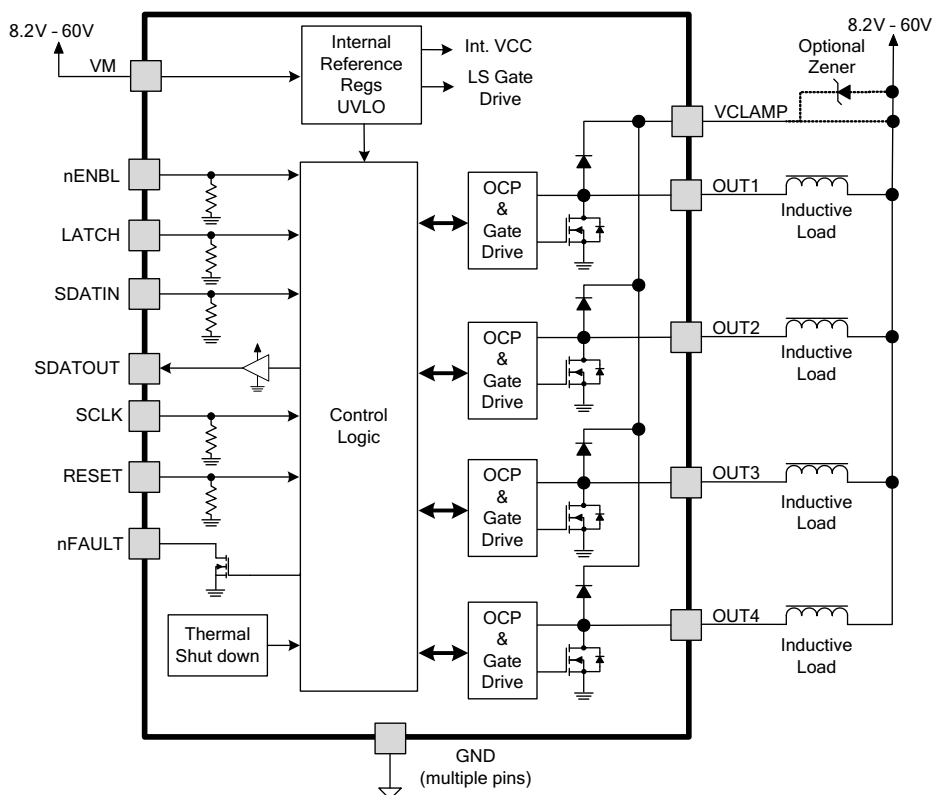 8.2V - 60V
VM
Internal
Reference
Regs
UVLO
Int. VCC
LS Gate
Drive
8.2V - 60V
Optional
Zener
VCLAMP
nENBL
LATCH
SDATIN
SDATOUT
SCLK
RESET
nFAULT
Control
Logic
Thermal
Shut down
OCP
&
Gate
Drive
OUT1
Inductive
Load
OCP
&
Gate
Drive
OUT2
Inductive
Load
OCP
&
Gate
Drive
OUT3
Inductive
Load
OCP
&
Gate
Drive
OUT4
Inductive
Load
GND
(multiple pins)